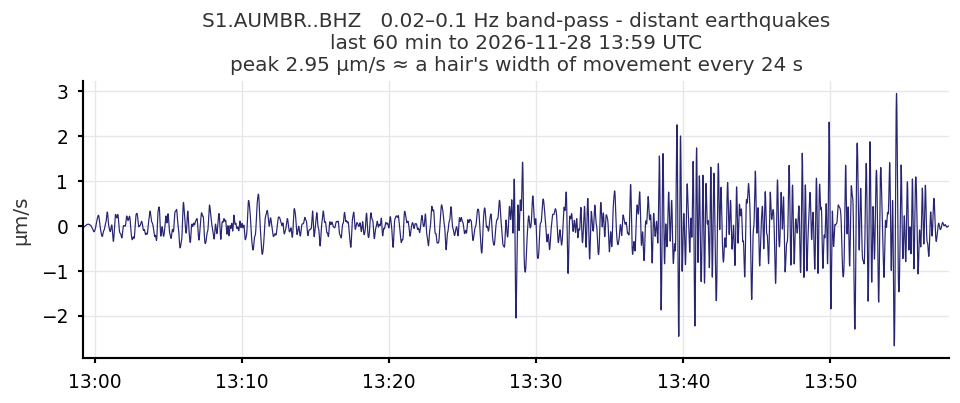 S1.AUMBR..BHZ   0.02–0.1 Hz band-pass - distant earthquakes
last 60 min to 2026-11-28 13:59 UTC
peak 2.95 µm/s ≈ a hair's width of movement every 24 s
µm/s
3
2
1
0
−1
−2
13:00 13:10 13:20 13:30 13:40 13:50